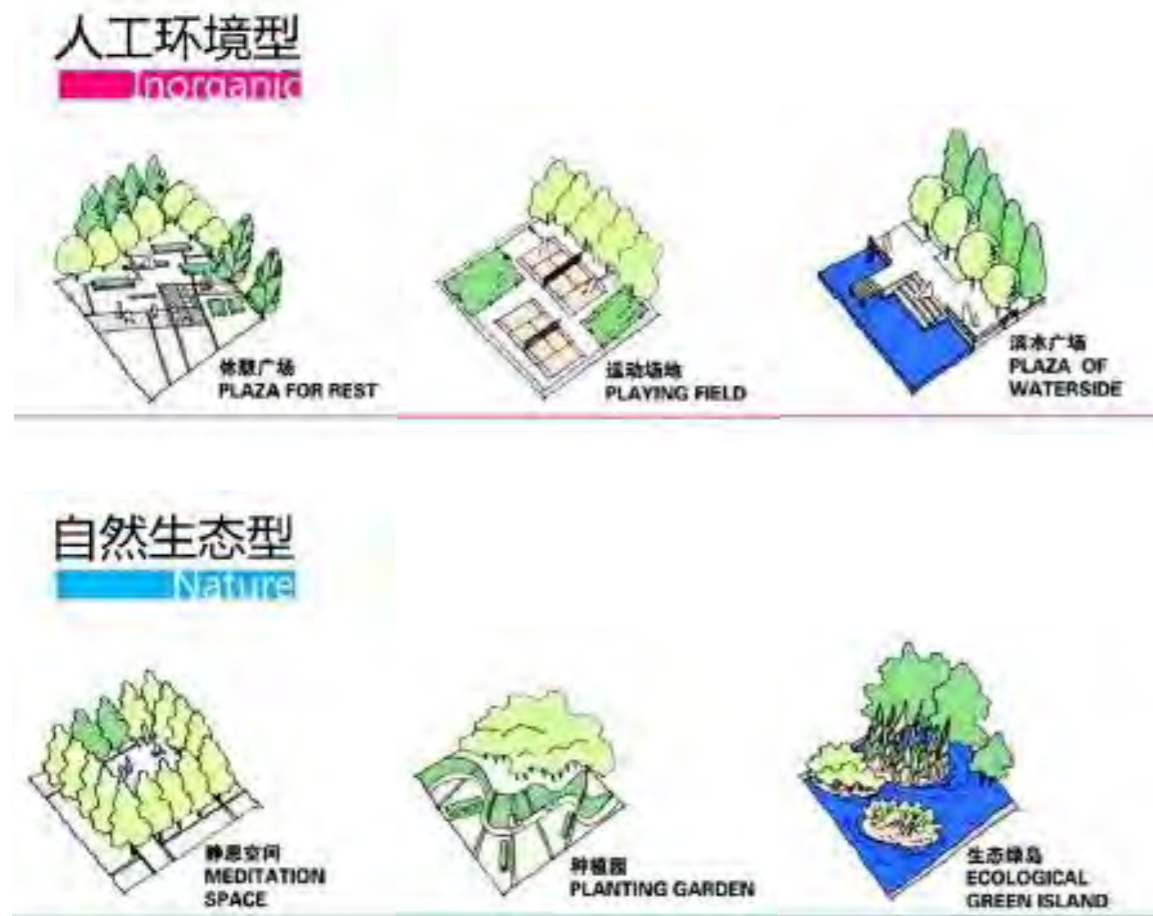 人工环境型
Inorganic
休憩广场
PLAZA FOR REST
运动场地
PLAYING FIELD
滨水广场
PLAZA OF
WATERSIDE
自然生态型
Nature
静思空间
MEDITATION
SPACE
种植园
PLANTING GARDEN
生态绿岛
ECOLOGICAL
GREEN ISLAND